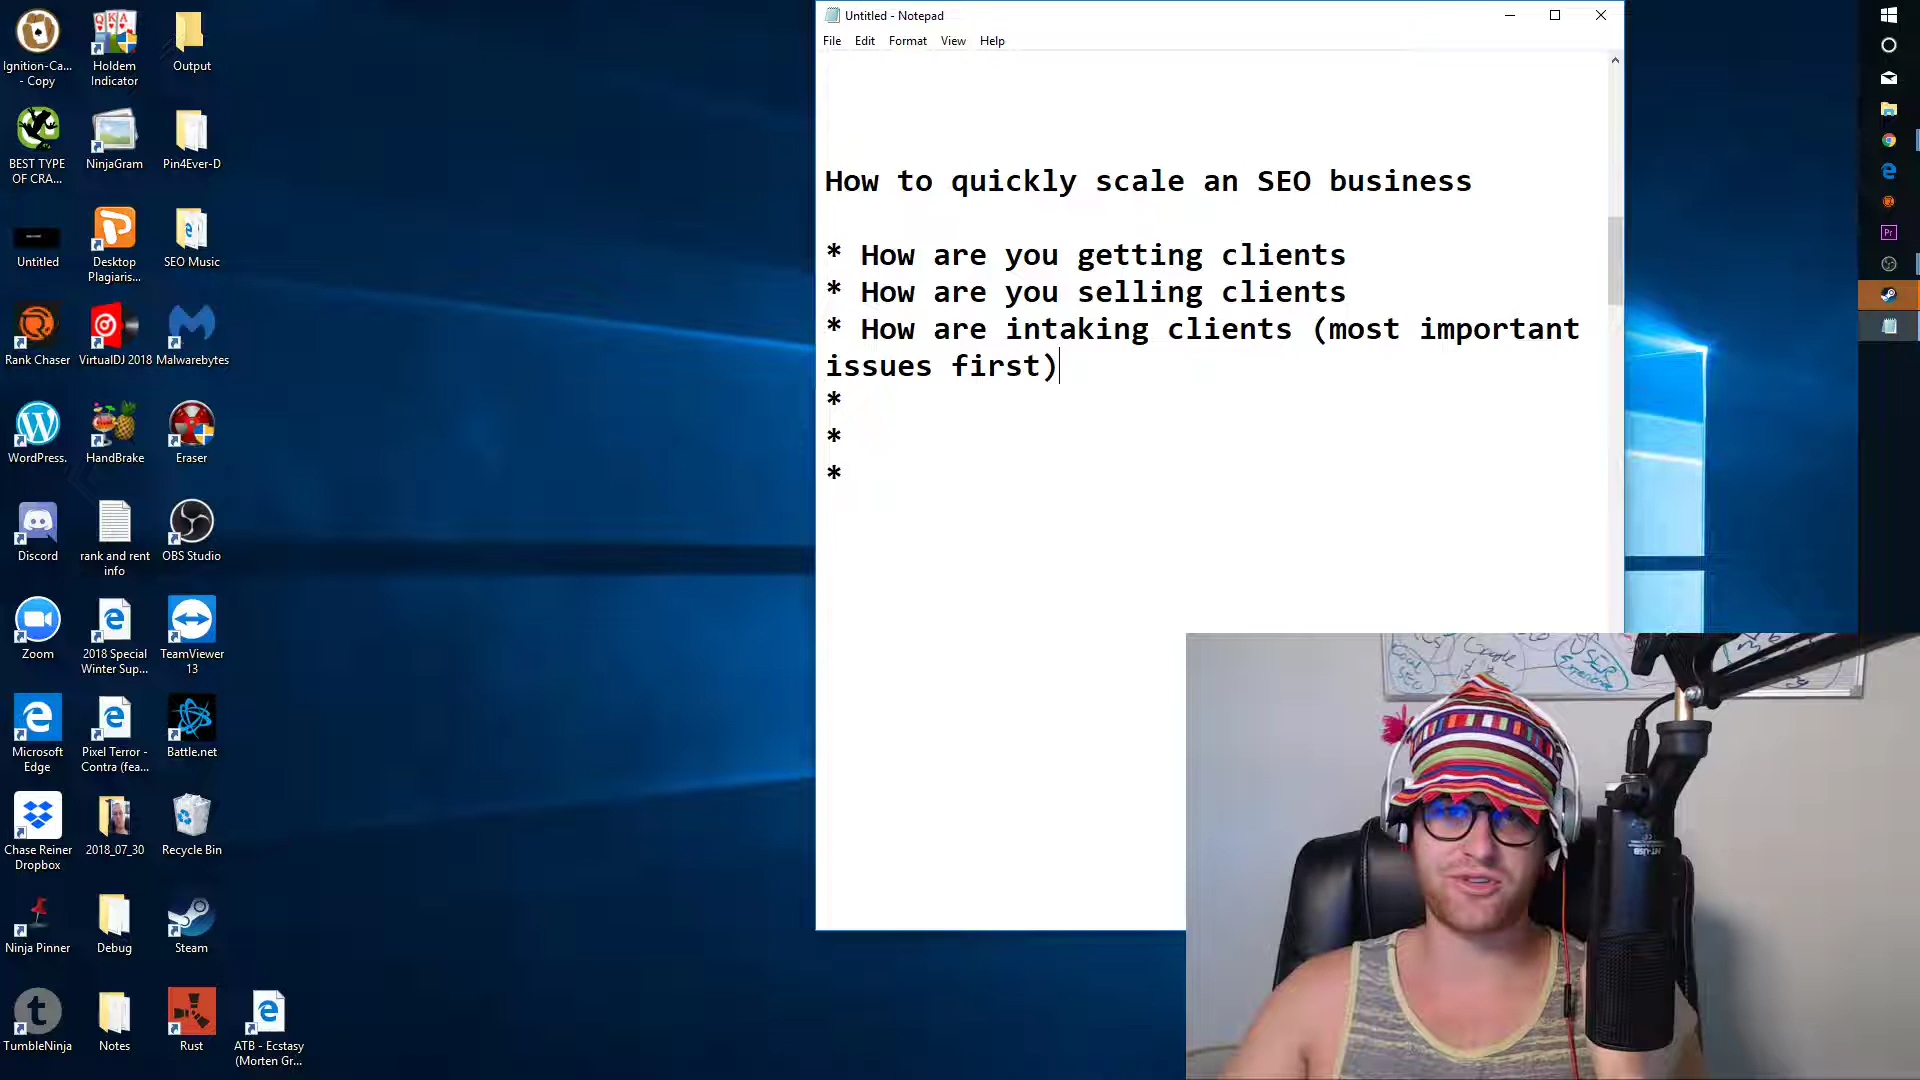 Untitled - Notepad
File Edit Format View Help
How to quickly scale an SEO business
* How are you getting clients
* How are you selling clients
* How are intaking clients (most important
issues first)
*
*
*
Ignition-Ca...
- Copy
Holdem
Indicator
Output
BEST TYPE
OF CRA...
NinjaGram
Pin4Ever-D
Untitled
Desktop
Plagiaris...
SEO Music
Rank Chaser
VirtualDJ 2018
Malwarebytes
WordPress.
HandBrake
Eraser
Discord
rank and rent
info
OBS Studio
Zoom
2018 Special
Winter Sup...
TeamViewer
13
Microsoft
Edge
Pixel Terror -
Contra (fea...
Battle.net
Chase Reiner
Dropbox
2018_07_30
Recycle Bin
Ninja Pinner
Debug
Steam
TumbleNinja
Notes
Rust
ATB - Ecstasy
(Morten Gr...
Pr
Google
SEO
NT-USB